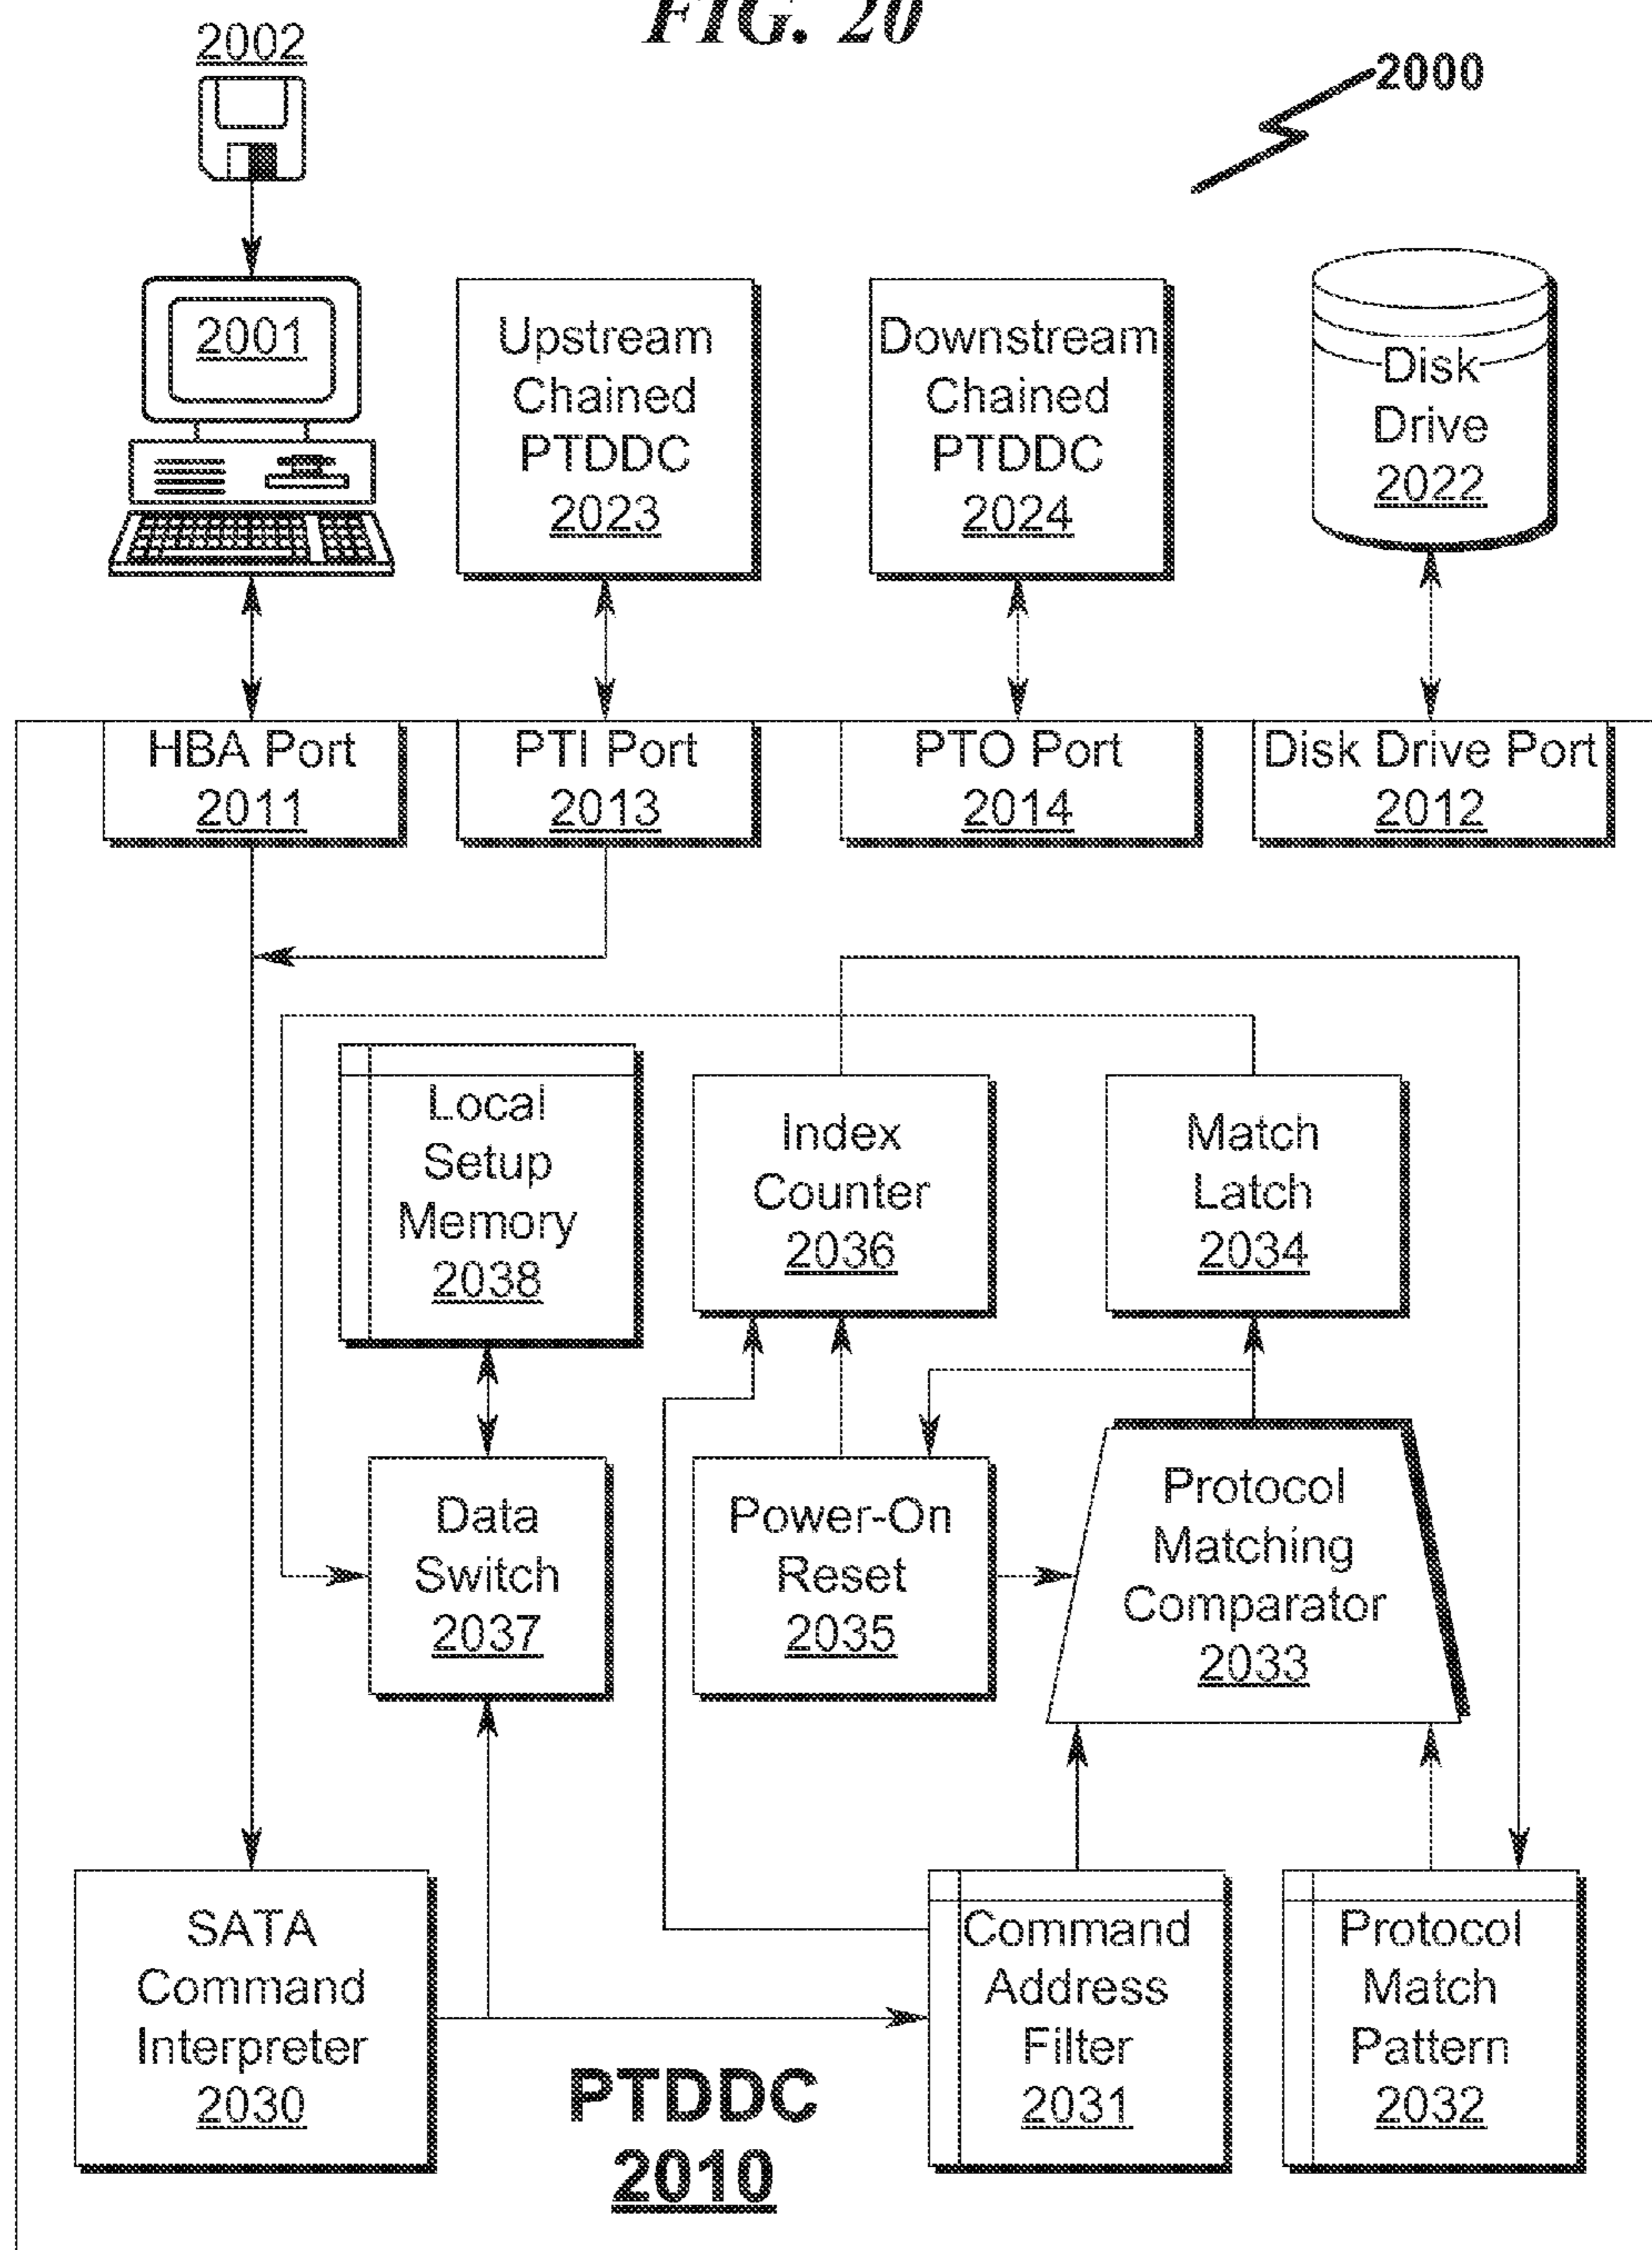 FIG. 20
2002
2000
2001
Upstream
Chained
PTDDC
2023
Downstream
Chained
PTDDC
2024
Disk
Drive
2022
HBA Port
2011
PTI Port
2013
PTO Port
2014
Disk Drive Port
2012
Local
Setup
Memory
2038
Index
Counter
2036
Match
Latch
2034
Data
Switch
2037
Power-On
Reset
2035
Protocol
Matching
Comparator
2033
SATA
Command
Interpreter
2030
Command
Address
Filter
2031
Protocol
Match
Pattern
2032
PTDDC
2010